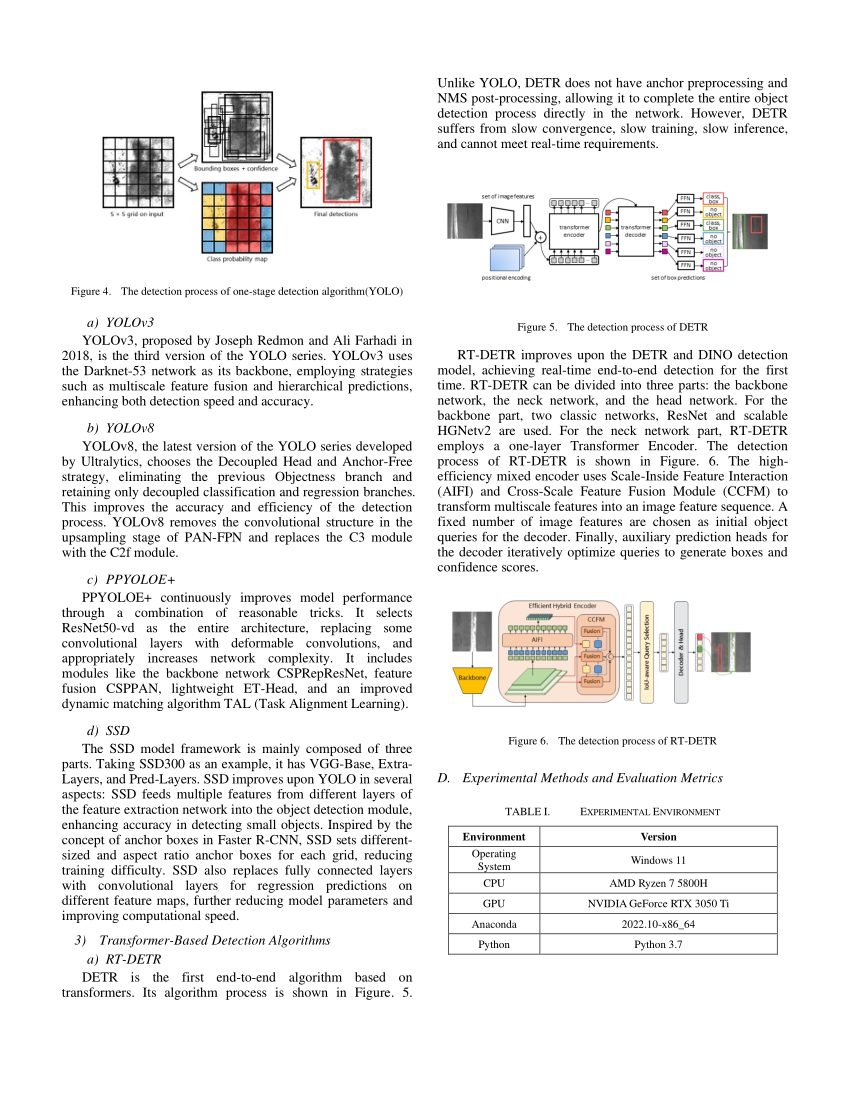 Bounding boxes + confidence
S × S grid on input
Final detections
Class probability map
Figure 4. The detection process of one-stage detection algorithm(YOLO)
a) YOLOv3
YOLOv3, proposed by Joseph Redmon and Ali Farhadi in
2018, is the third version of the YOLO series. YOLOv3 uses
the Darknet-53 network as its backbone, employing strategies
such as multiscale feature fusion and hierarchical predictions,
enhancing both detection speed and accuracy.
b) YOLOv8
YOLOv8, the latest version of the YOLO series developed
by Ultralytics, chooses the Decoupled Head and Anchor-Free
strategy, eliminating the previous Objectness branch and
retaining only decoupled classification and regression branches.
This improves the accuracy and efficiency of the detection
process. YOLOv8 removes the convolutional structure in the
upsampling stage of PAN-FPN and replaces the C3 module
with the C2f module.
c) PPYOLOE+
PPYOLOE+ continuously improves model performance
through a combination of reasonable tricks. It selects
ResNet50-vd as the entire architecture, replacing some
convolutional layers with deformable convolutions, and
appropriately increases network complexity. It includes
modules like the backbone network CSPRepResNet, feature
fusion CSPPAN, lightweight ET-Head, and an improved
dynamic matching algorithm TAL (Task Alignment Learning).
d) SSD
The SSD model framework is mainly composed of three
parts. Taking SSD300 as an example, it has VGG-Base, Extra-
Layers, and Pred-Layers. SSD improves upon YOLO in several
aspects: SSD feeds multiple features from different layers of
the feature extraction network into the object detection module,
enhancing accuracy in detecting small objects. Inspired by the
concept of anchor boxes in Faster R-CNN, SSD sets different-
sized and aspect ratio anchor boxes for each grid, reducing
training difficulty. SSD also replaces fully connected layers
with convolutional layers for regression predictions on
different feature maps, further reducing model parameters and
improving computational speed.
3) Transformer-Based Detection Algorithms
a) RT-DETR
DETR is the first end-to-end algorithm based on
transformers. Its algorithm process is shown in Figure. 5.
Unlike YOLO, DETR does not have anchor preprocessing and
NMS post-processing, allowing it to complete the entire object
detection process directly in the network. However, DETR
suffers from slow convergence, slow training, slow inference,
and cannot meet real-time requirements.
set of image features
CNN
positional encoding
transformer
encoder
transformer
decoder
FFN
FFN
FFN
FFN
FFN
FFN
class,
box
no
object
class,
box
no
object
no
object
no
object
set of box predictions
Figure 5. The detection process of DETR
RT-DETR improves upon the DETR and DINO detection
model, achieving real-time end-to-end detection for the first
time. RT-DETR can be divided into three parts: the backbone
network, the neck network, and the head network. For the
backbone part, two classic networks, ResNet and scalable
HGNetv2 are used. For the neck network part, RT-DETR
employs a one-layer Transformer Encoder. The detection
process of RT-DETR is shown in Figure. 6. The high-
efficiency mixed encoder uses Scale-Inside Feature Interaction
(AIFI) and Cross-Scale Feature Fusion Module (CCFM) to
transform multiscale features into an image feature sequence. A
fixed number of image features are chosen as initial object
queries for the decoder. Finally, auxiliary prediction heads for
the decoder iteratively optimize queries to generate boxes and
confidence scores.
Efficient Hybrid Encoder
CCFM
AIFI
Fusion
Fusion
Fusion
C
Backbone
IoU-aware Query Selection
Decoder & Head
Figure 6. The detection process of RT-DETR
D. Experimental Methods and Evaluation Metrics
TABLE I. EXPERIMENTAL ENVIRONMENT
Environment Version
Operating
System Windows 11
CPU AMD Ryzen 7 5800H
GPU NVIDIA GeForce RTX 3050 Ti
Anaconda 2022.10-x86_64
Python Python 3.7